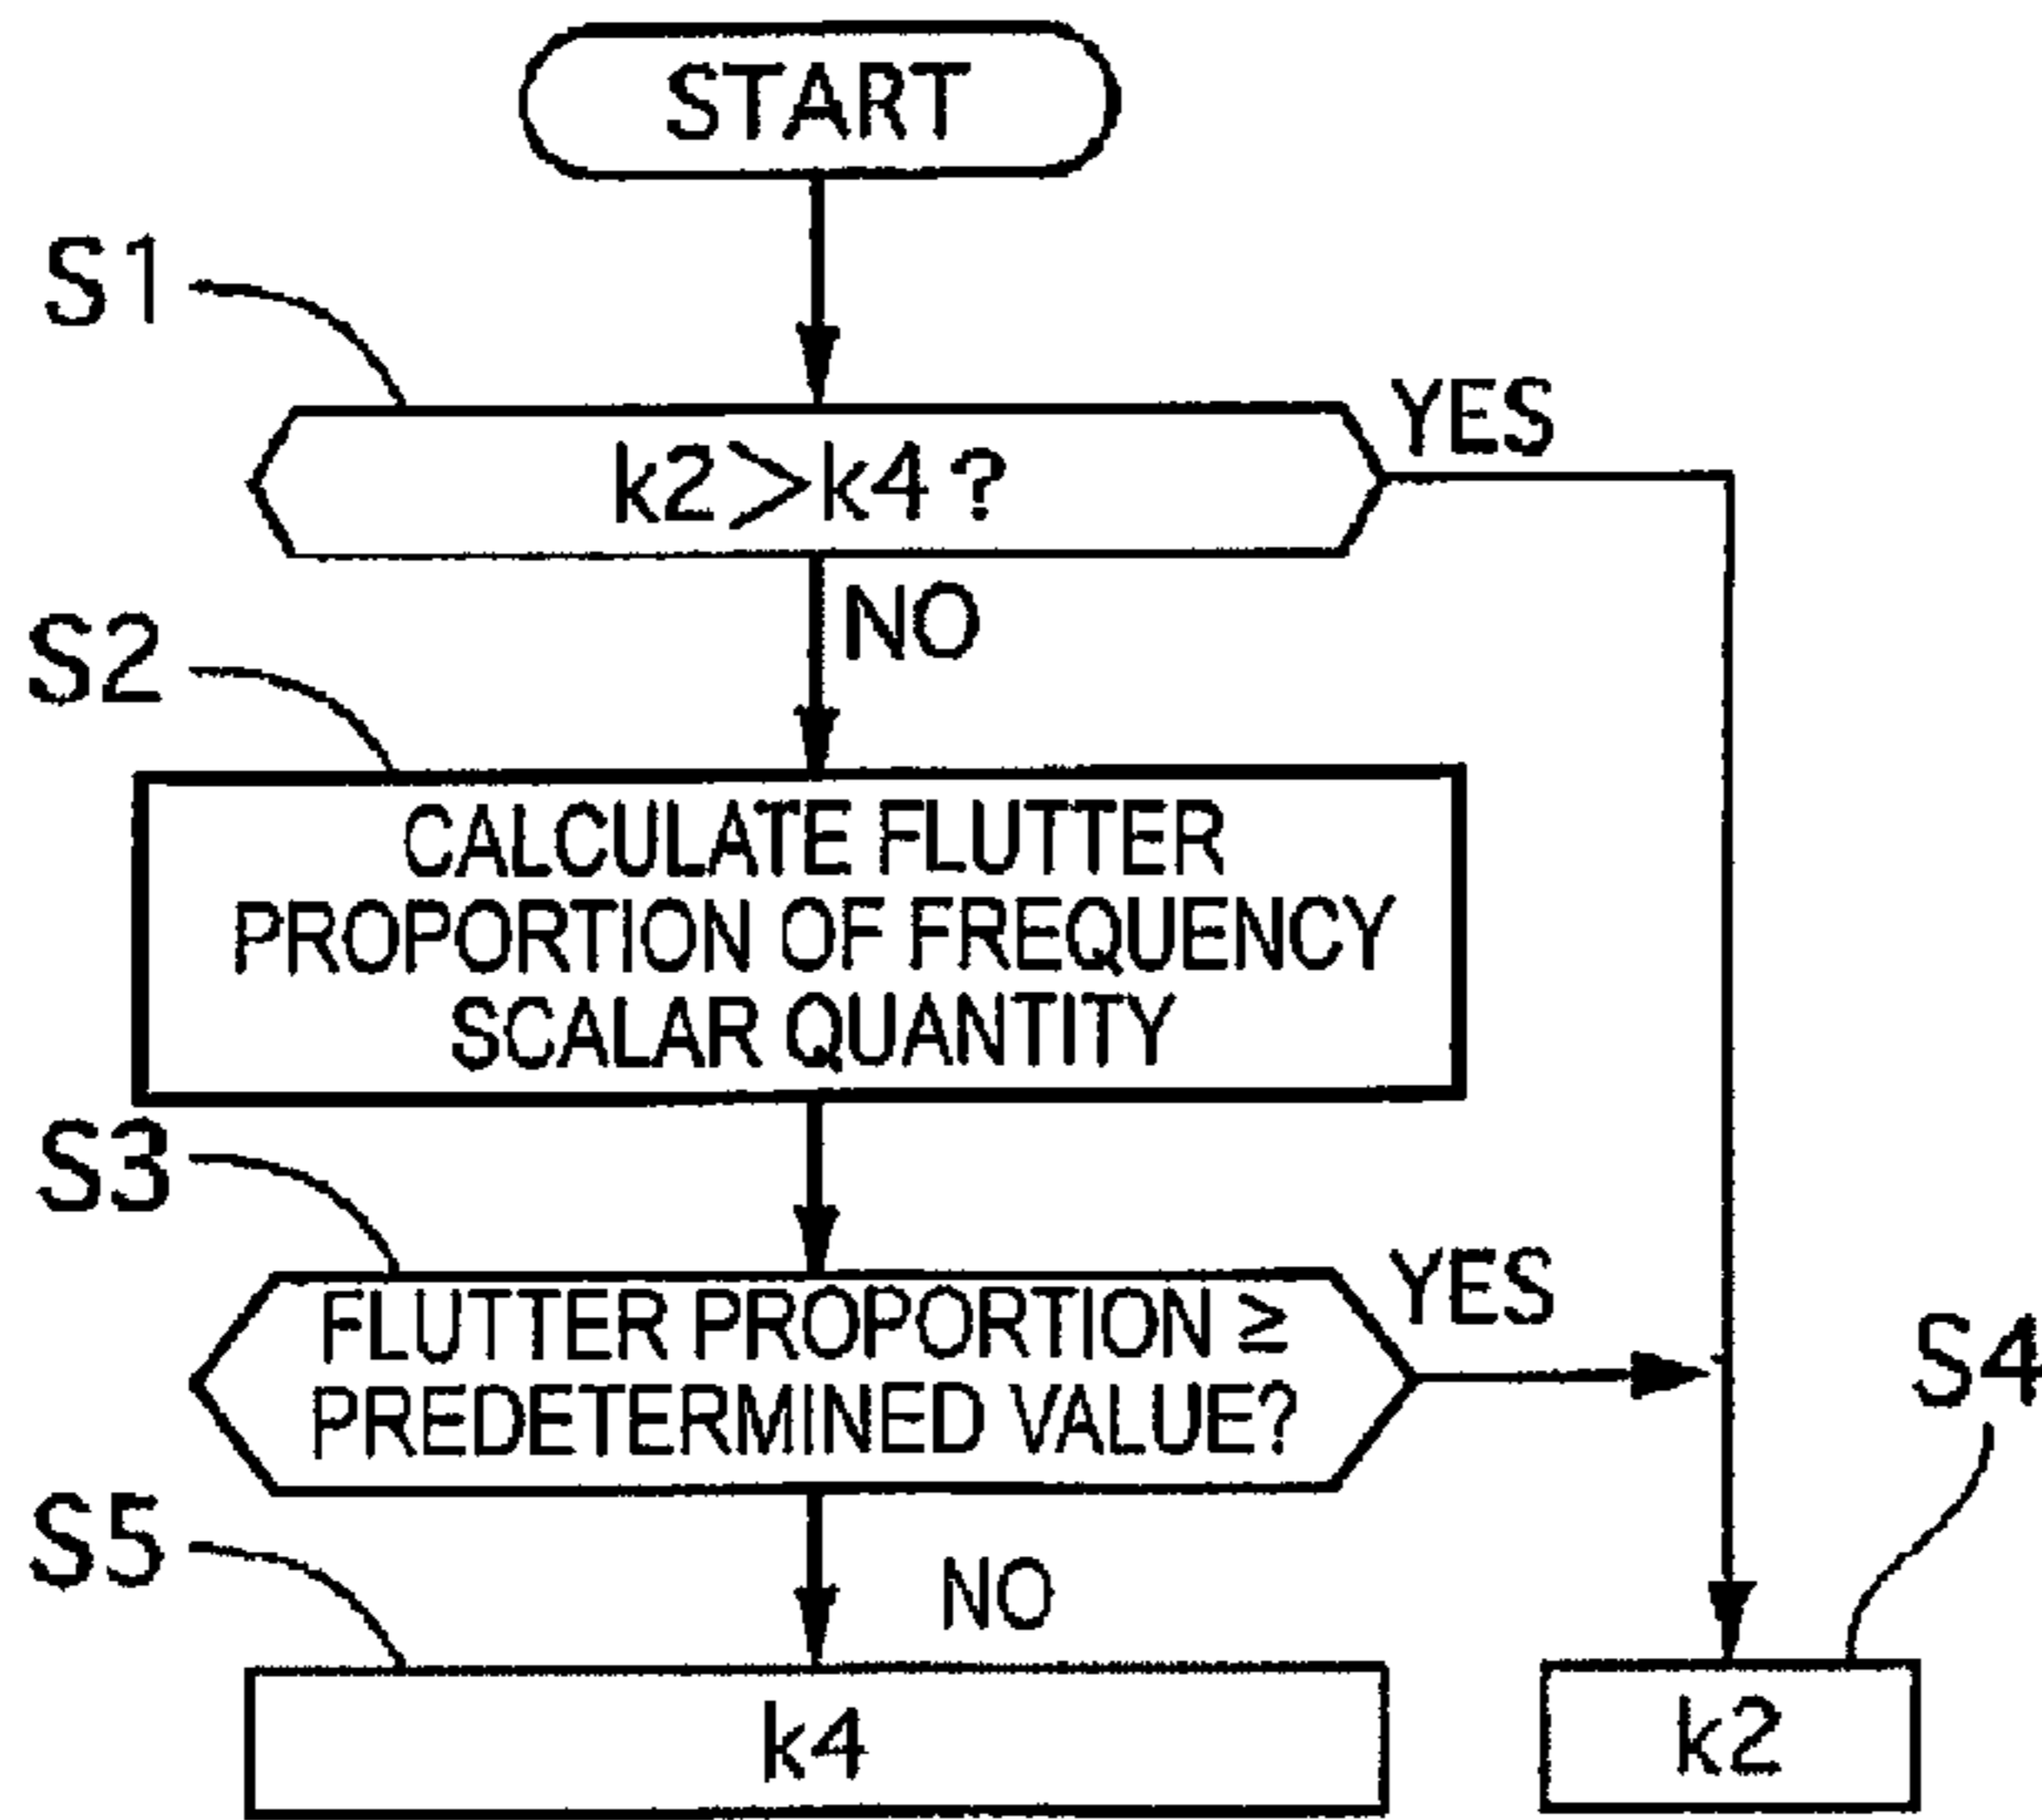 START
S1
k2>k4?
YES
NO
S2
CALCULATE FLUTTER
PROPORTION OF FREQUENCY
SCALAR QUANTITY
S3
FLUTTER PROPORTION ≥
PREDETERMINED VALUE?
YES
S4
S5
NO
k4
k2